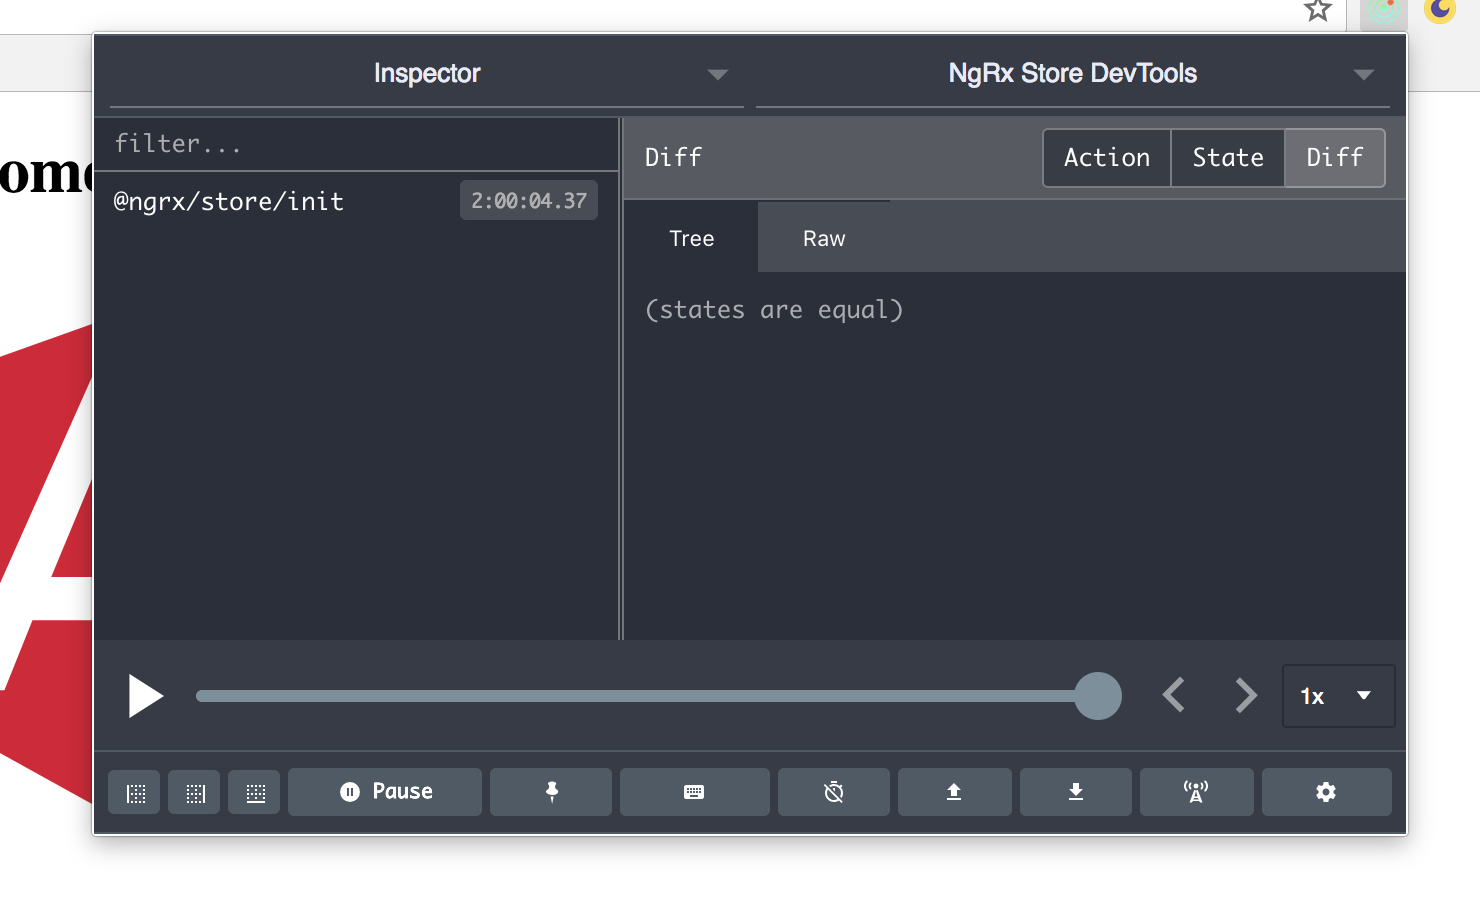 Inspector
NgRx Store DevTools
filter...
@ngrx/store/init
2:00:04.37
Diff
Action
State
Diff
Tree
Raw
(states are equal)
1x
Pause